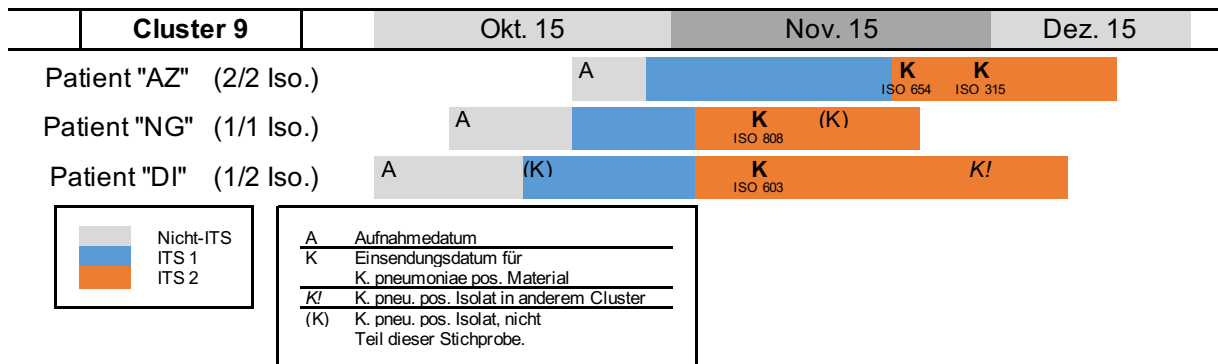 Cluster 9 Okt. 15 Nov. 15 Dez. 15
Patient "AZ" (2/2 Iso.) A K K
ISO 654 ISO 315
Patient "NG" (1/1 Iso.) A K (K)
ISO 808
Patient "DI" (1/2 Iso.) A (K) K K!
ISO 603
Nicht-ITS
ITS 1
ITS 2
A Aufnahmedatum
K Einsendungsdatum für
K. pneumoniae pos. Material
K! K. pneu. pos. Isolat in anderem Cluster
(K) K. pneu. pos. Isolat, nicht
Teil dieser Stichprobe.